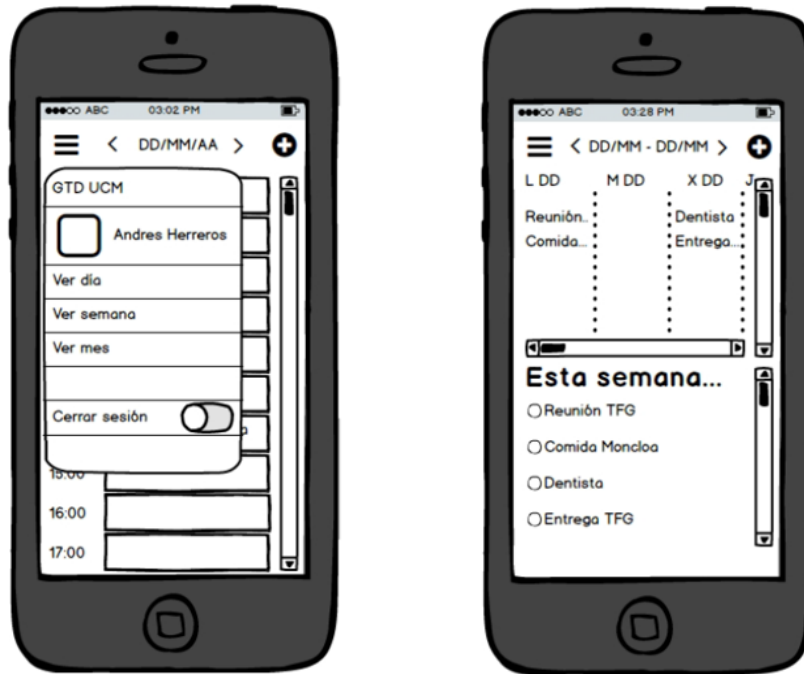 ABC 03:02 PM
< DD/MM/AA >
GTD UCM
Andres Herreros
Ver día
Ver semana
Ver mes
Cerrar sesión
15:00
16:00
17:00
ABC 03:28 PM
< DD/MM - DD/MM >
L DD M DD X DD J
Reunión.. Dentista
Comida... Entrega...
Esta semana...
Reunión TFG
Comida Moncloa
Dentista
Entrega TFG